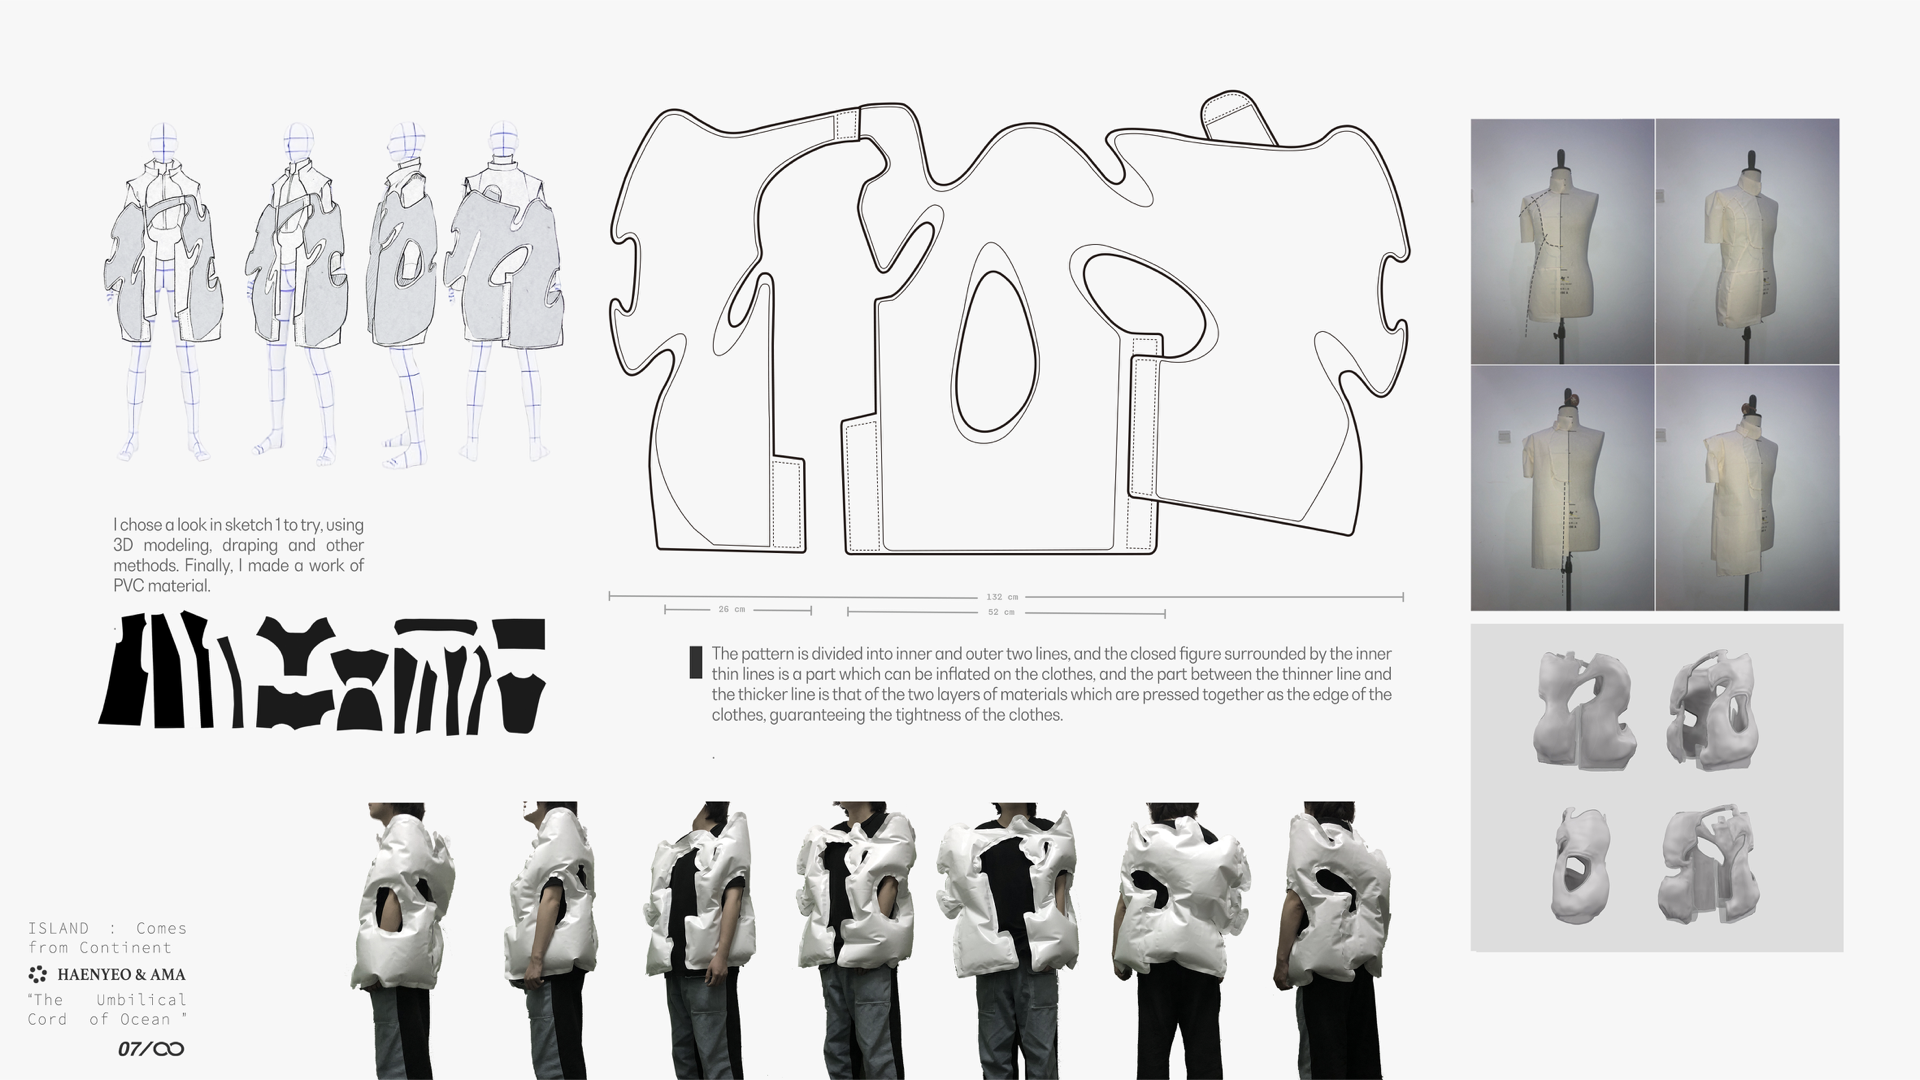 I chose a look in sketch 1 to try, using
3D modeling, draping and other
methods. Finally, I made a work of
PVC material.
132 cm
26 cm
52 cm
The pattern is divided into inner and outer two lines, and the closed figure surrounded by the inner
thin lines is a part which can be inflated on the clothes, and the part between the thinner line and
the thicker line is that of the two layers of materials which are pressed together as the edge of the
clothes, guaranteeing the tightness of the clothes.
.
ISLAND : Comes
from Continent
HAENYEO & AMA
"The Umbilical
Cord of Ocean "
07/∞